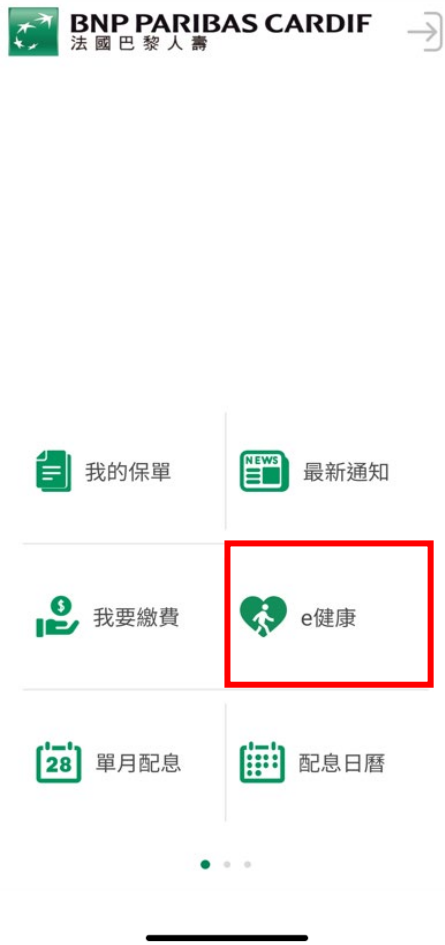 BNP PARIBAS CARDIF
法國巴黎人壽
我的保單
NEWS
最新通知
我要繳費
$
e健康
28
單月配息
配息日曆